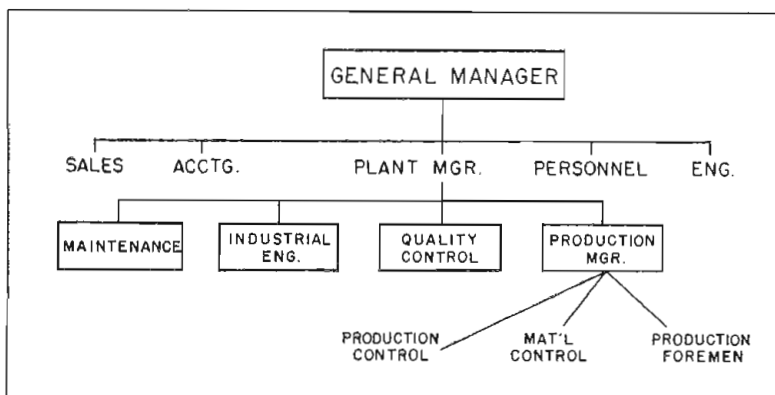 GENERAL MANAGER
SALES ACCTG. PLANT MGR. PERSONNEL ENG.
MAINTENANCE
INDUSTRIAL
ENG.
QUALITY
CONTROL
PRODUCTION
MGR.
PRODUCTION
CONTROL
MAT'L
CONTROL
PRODUCTION
FOREMEN